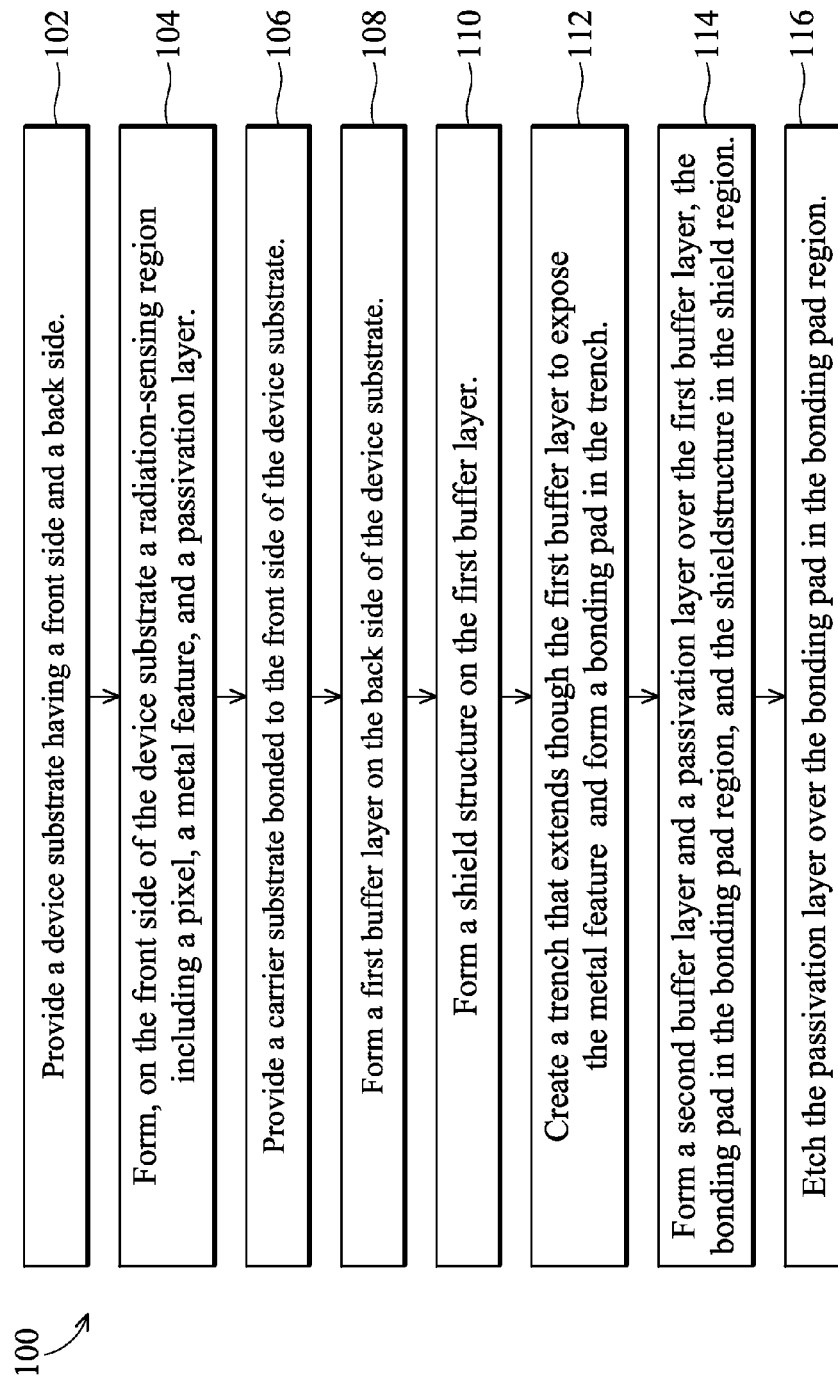 100
Provide a device substrate having a front side and a back side.
102
Form, on the front side of the device substrate a radiation-sensing region
including a pixel, a metal feature, and a passivation layer.
104
Provide a carrier substrate bonded to the front side of the device substrate.
106
Form a first buffer layer on the back side of the device substrate.
108
Form a shield structure on the first buffer layer.
110
Create a trench that extends though the first buffer layer to expose
the metal feature and form a bonding pad in the trench.
112
Form a second buffer layer and a passivation layer over the first buffer layer, the
bonding pad in the bonding pad region, and the shieldstructure in the shield region.
114
Etch the passivation layer over the bonding pad in the bonding pad region.
116